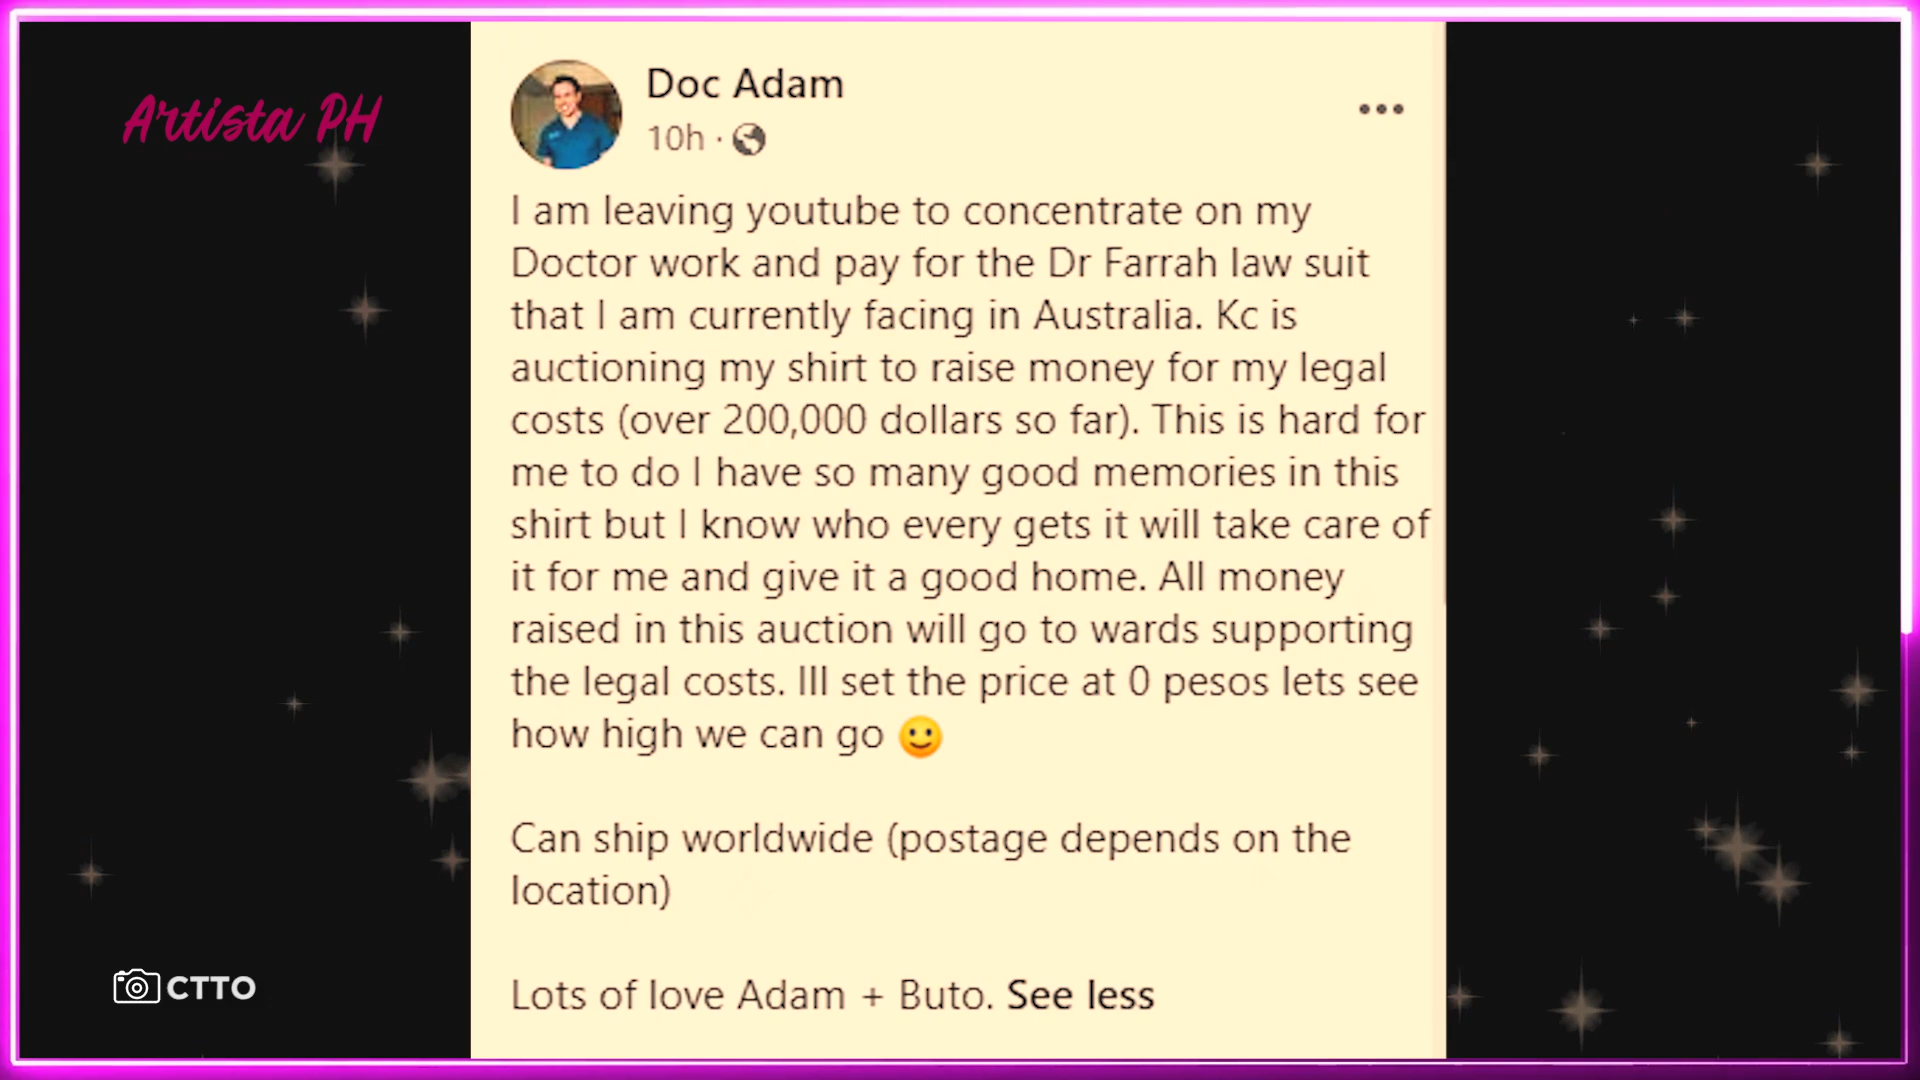 Artista PH
Doc Adam
10h ·
I am leaving youtube to concentrate on my
Doctor work and pay for the Dr Farrah law suit
that I am currently facing in Australia. Kc is
auctioning my shirt to raise money for my legal
costs (over 200,000 dollars so far). This is hard for
me to do I have so many good memories in this
shirt but I know who every gets it will take care of
it for me and give it a good home. All money
raised in this auction will go to wards supporting
the legal costs. Ill set the price at 0 pesos lets see
how high we can go 🙂
Can ship worldwide (postage depends on the
location)
Lots of love Adam + Buto. See less
CTTO